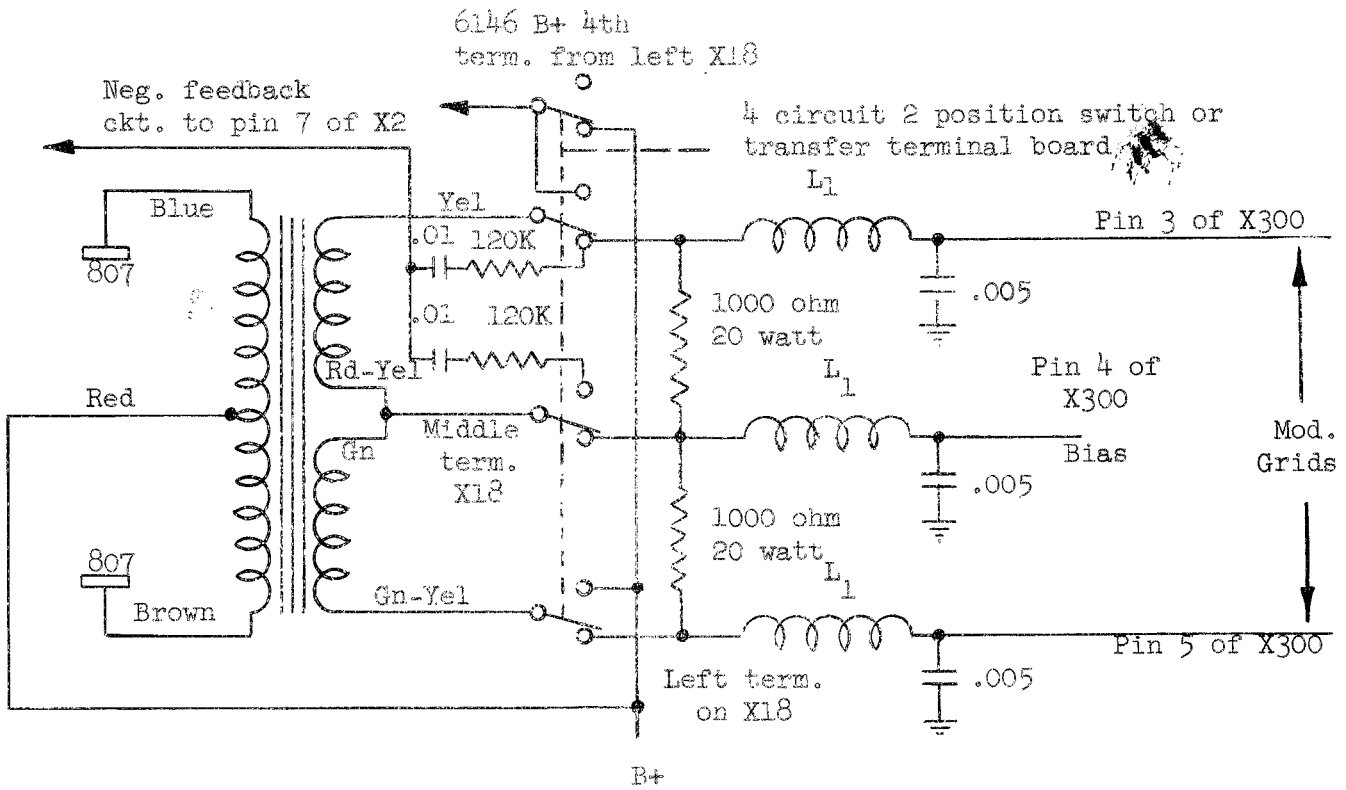 6146 B+ 4th
term. from left X18
Neg. feedback
ckt. to pin 7 of X2
4 circuit 2 position switch or
transfer terminal board
L1
Blue
Yel
Pin 3 of X300
807
.01 120K
.005
1000 ohm
20 watt
.01 120K
L1
Rd-Yel
Pin 4 of
X300
Red
Middle
term.
X18
Gn
Bias
Mod.
Grids
.005
1000 ohm
20 watt
807
L1
Gn-Yel
Brown
Pin 5 of X300
Left term.
on X18
.005
B+